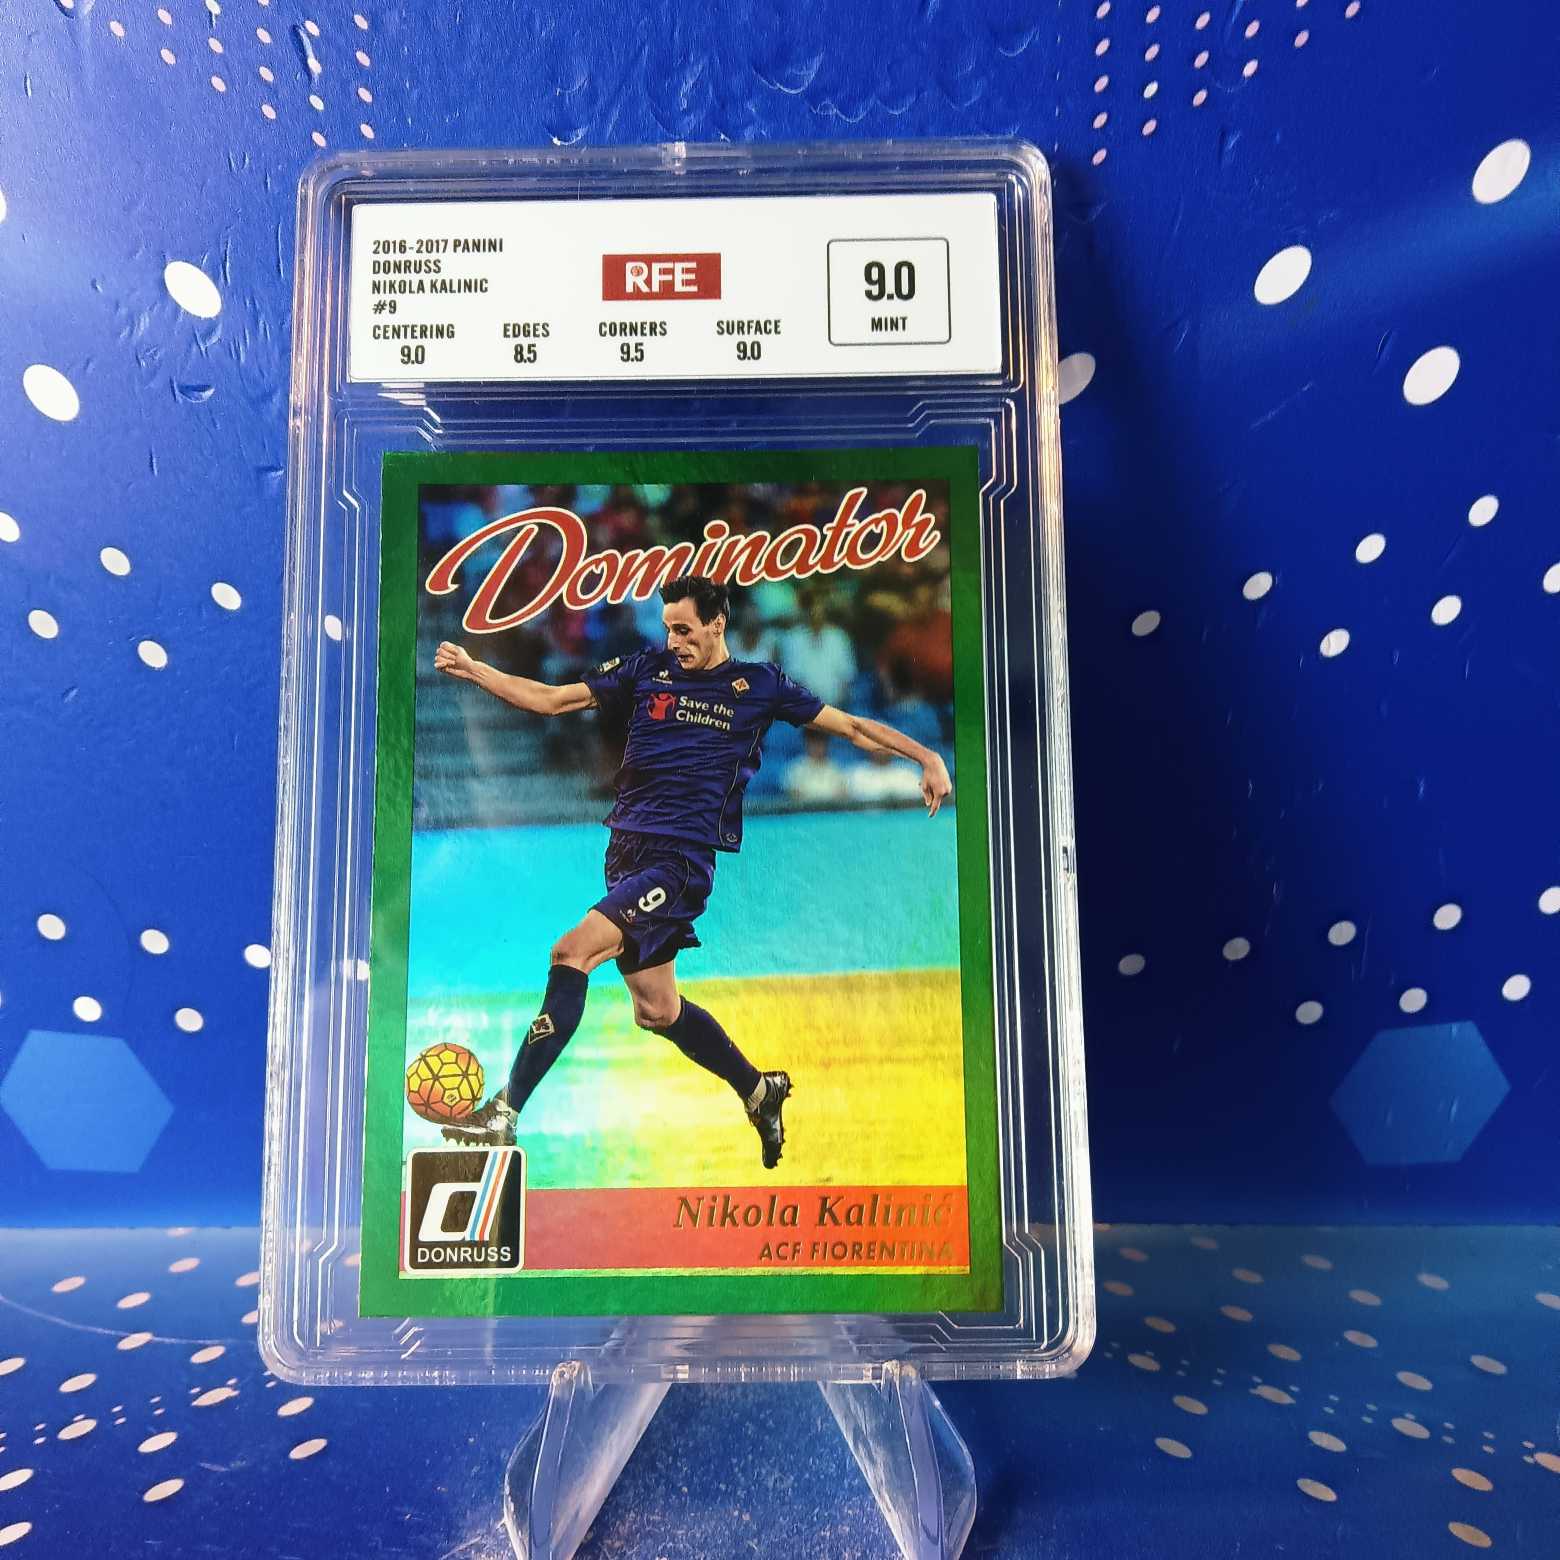 2016-2017 PANINI
DONRUSS
NIKOLA KALINIC
#9
RFE
9.0
MINT
CENTERING EDGES CORNERS SURFACE
9.0 8.5 9.5 9.0
Dominator
Save the
Children
9
DONRUSS
Nikola Kalinić
ACF FIORENTINA